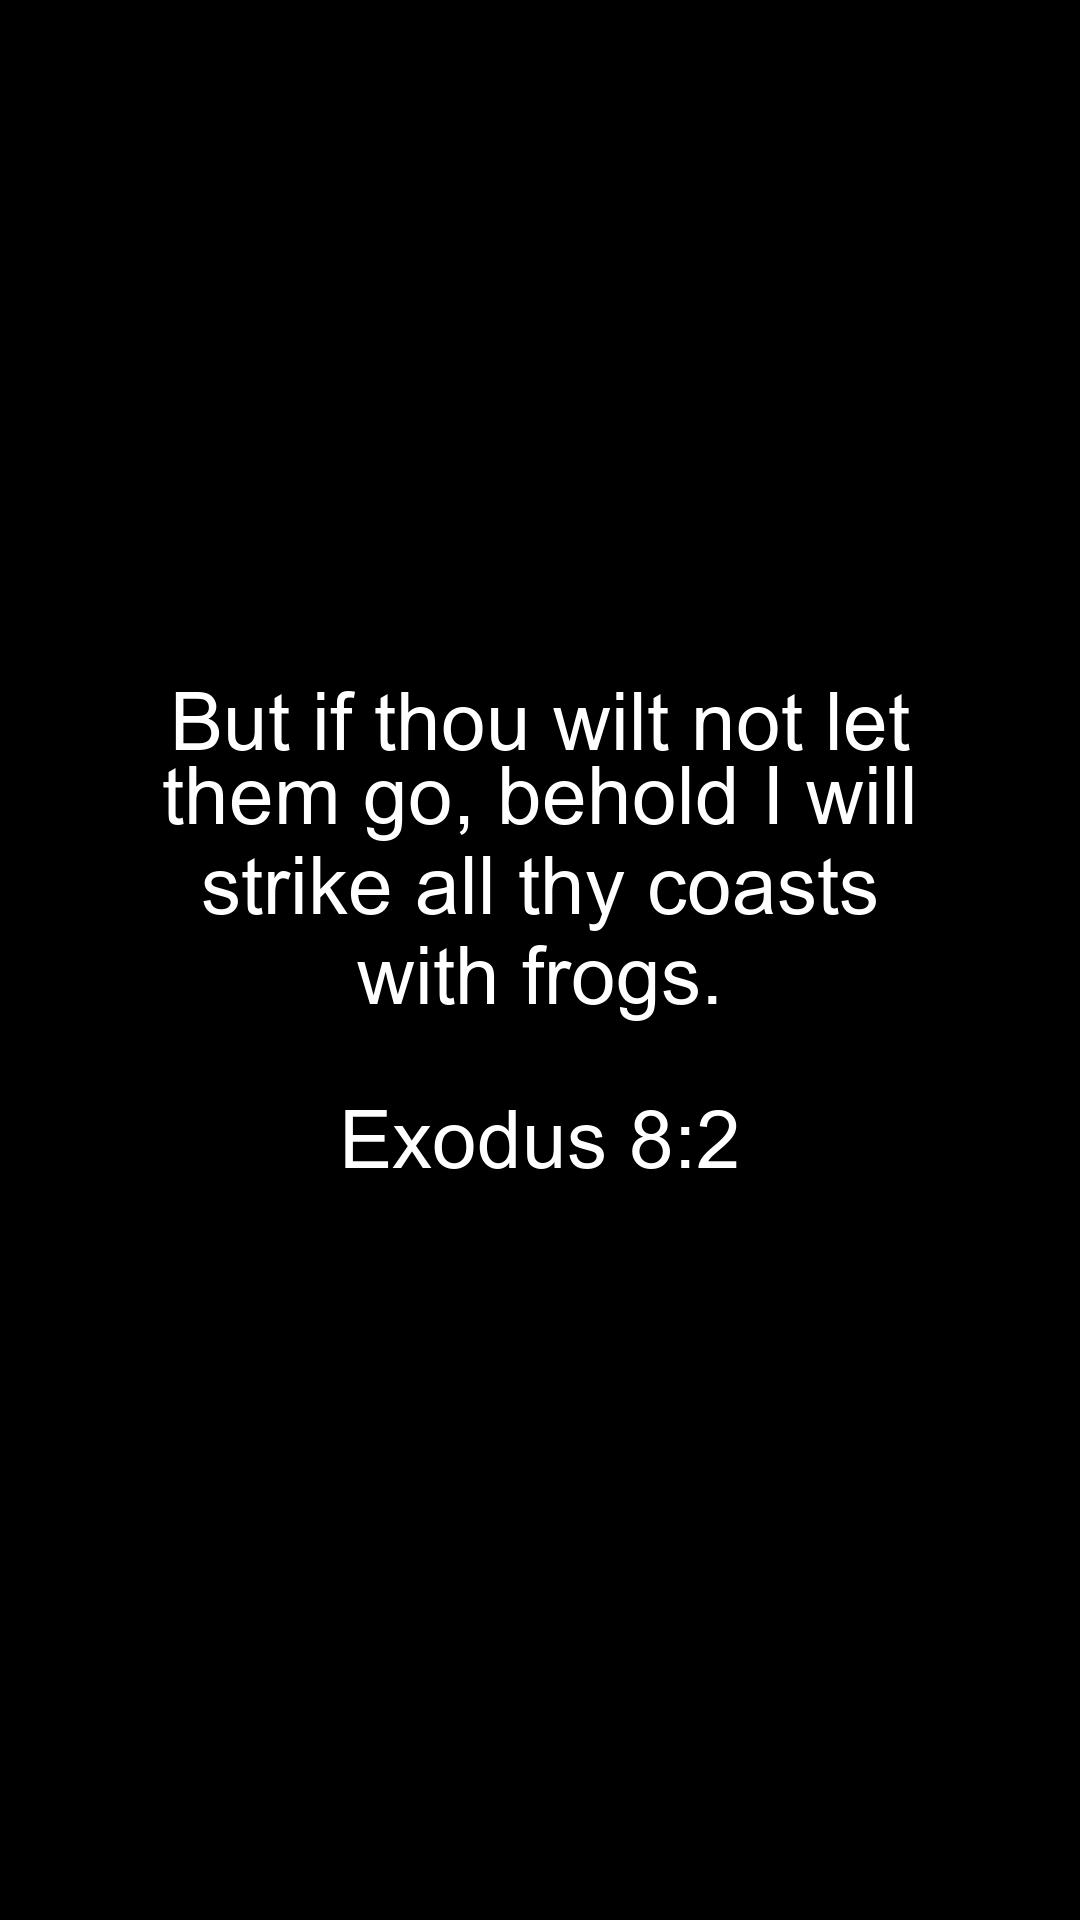 But if thou wilt not let
them go, behold I will
strike all thy coasts
with frogs.
Exodus 8:2